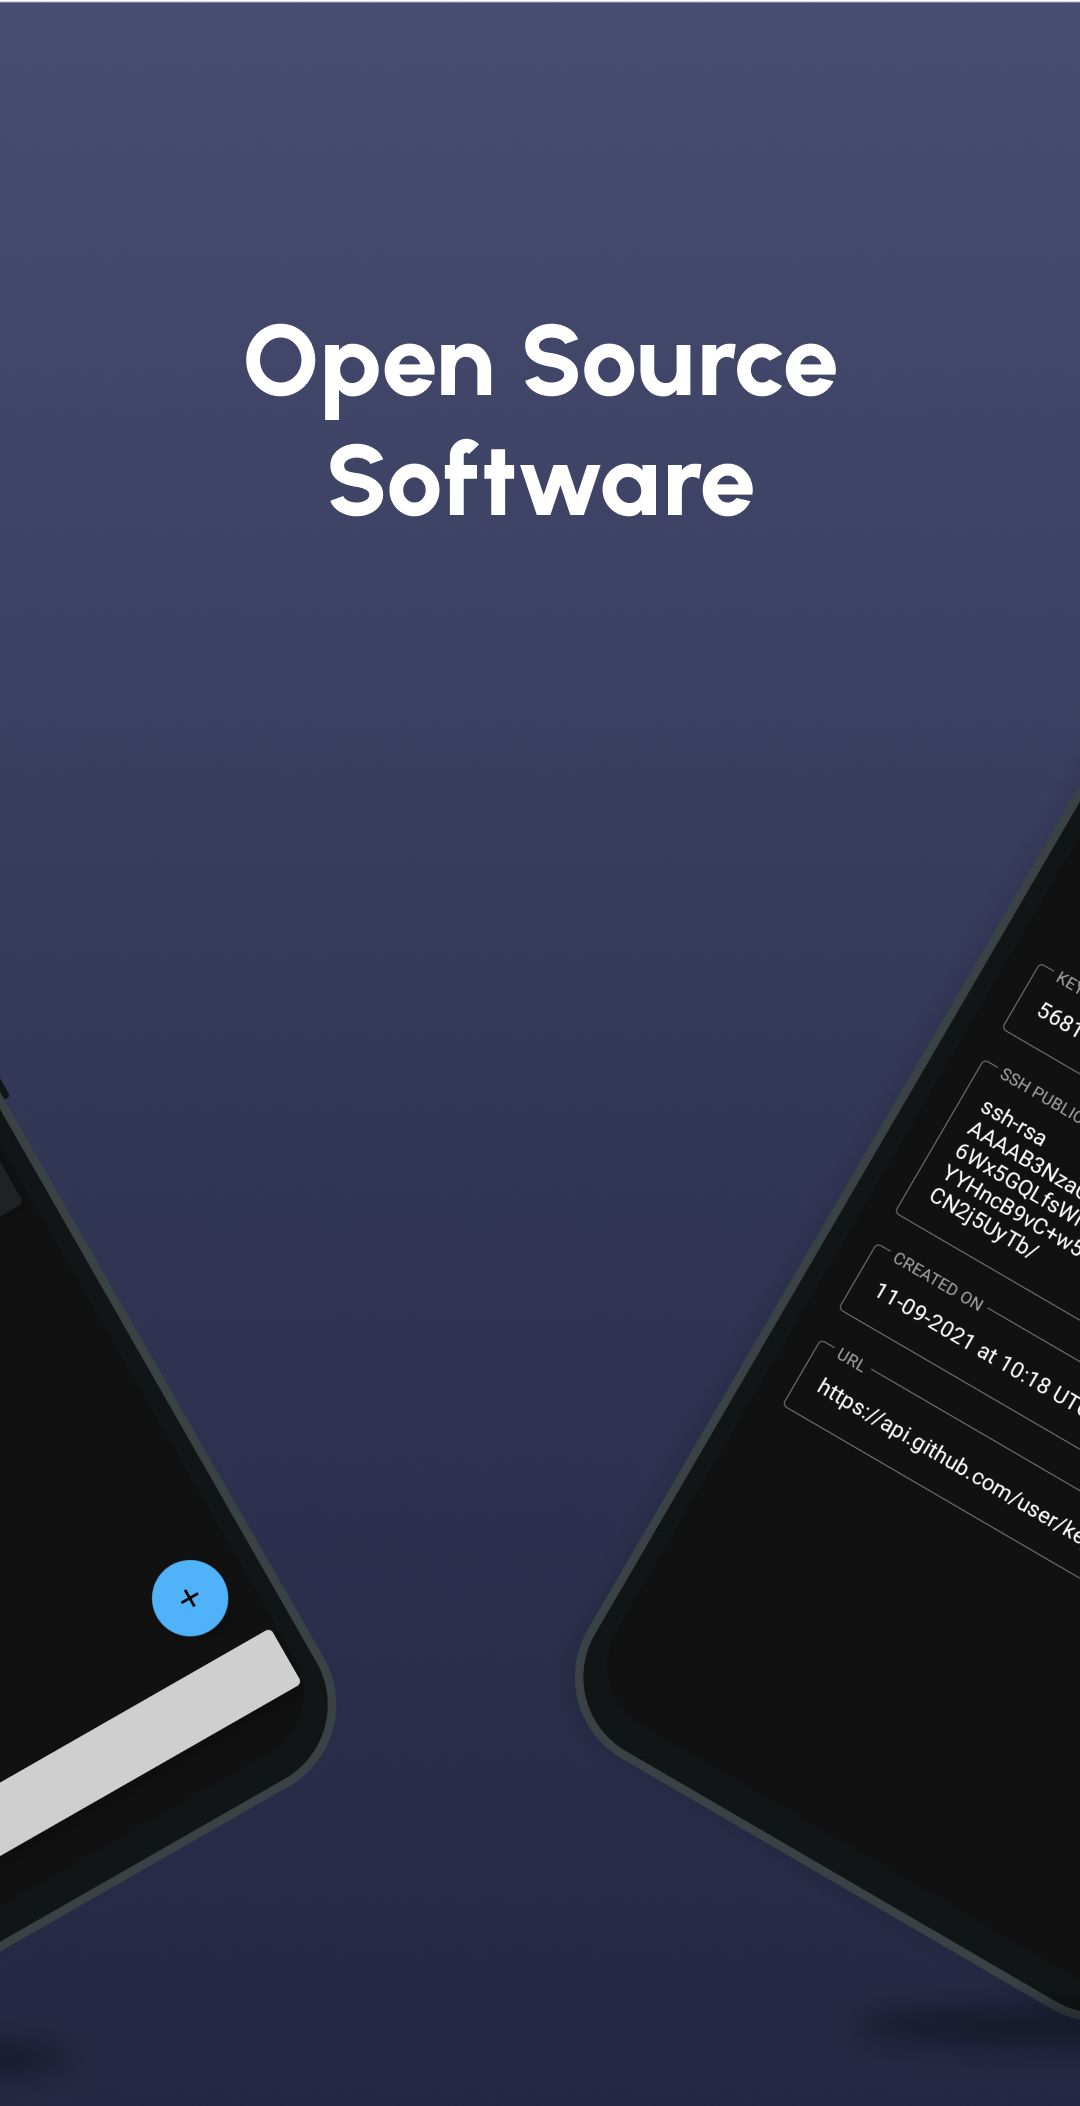 Open Source
Software
KEY
5681
SSH PUBLIC
ssh-rsa
AAAAB3Nza
6Wx5GQLfsW
YYHncB9vC+w5
CN2j5UyTb/
CREATED ON
11-09-2021 at 10:18 UTC
URL
https://api.github.com/user/ke